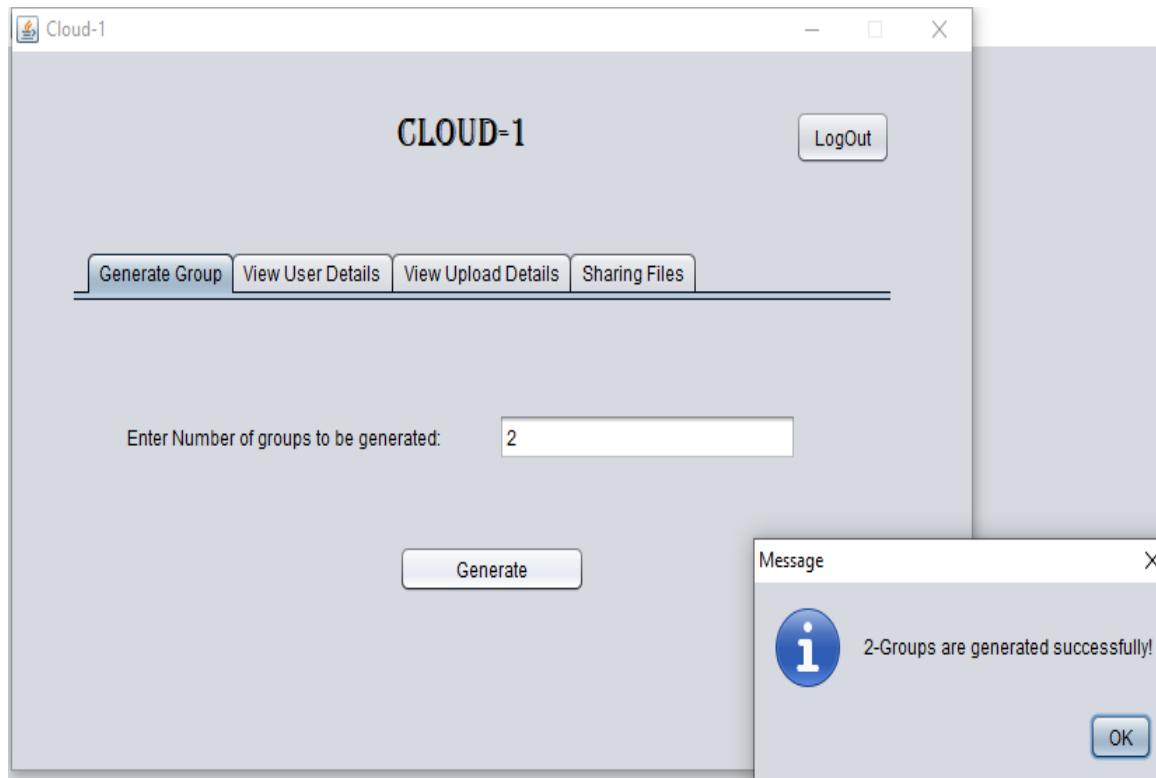 Cloud-1
CLOUD-1
LogOut
Generate Group View User Details View Upload Details Sharing Files
Enter Number of groups to be generated: 2
Generate
Message
2-Groups are generated successfully!
OK